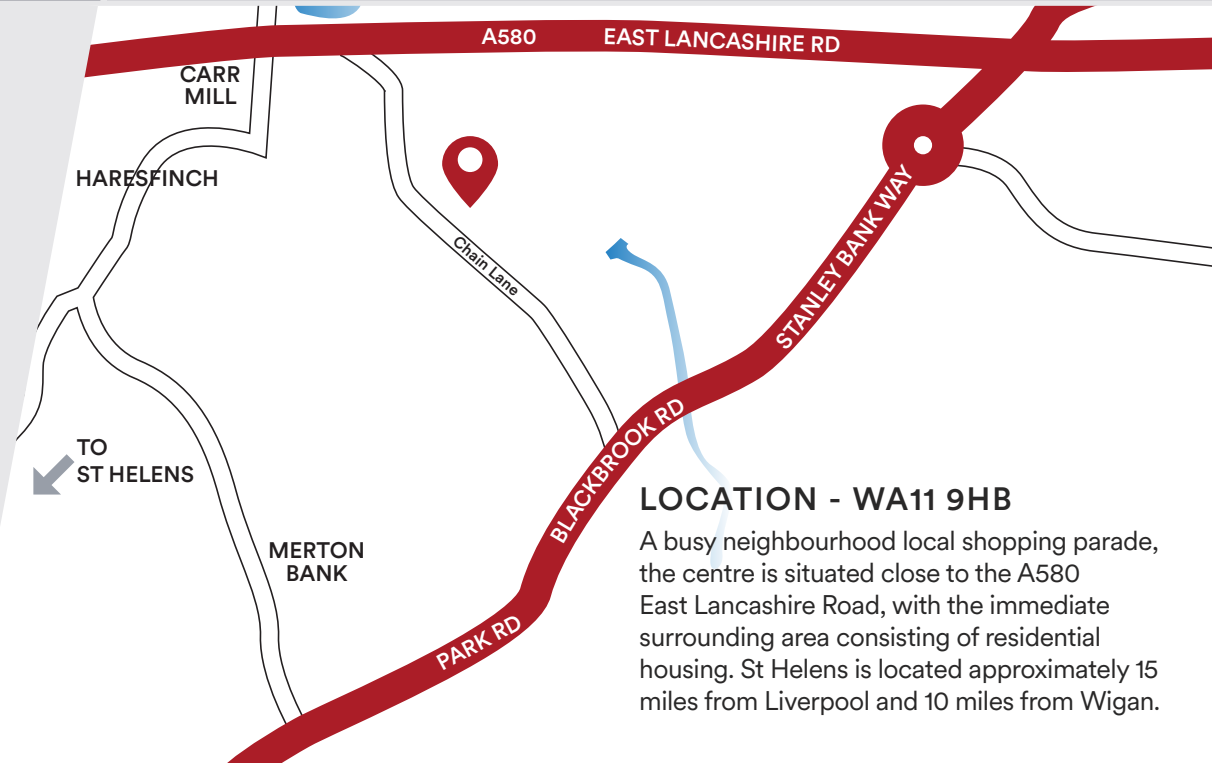 A580 EAST LANCASHIRE RD
CARR
MILL
HARESFINCH
Chain Lane
STANLEY BANK WAY
BLACKBROOK RD
TO
ST HELENS
MERTON
BANK
PARK RD
LOCATION - WA11 9HB
A busy neighbourhood local shopping parade,
the centre is situated close to the A580
East Lancashire Road, with the immediate
surrounding area consisting of residential
housing. St Helens is located approximately 15
miles from Liverpool and 10 miles from Wigan.